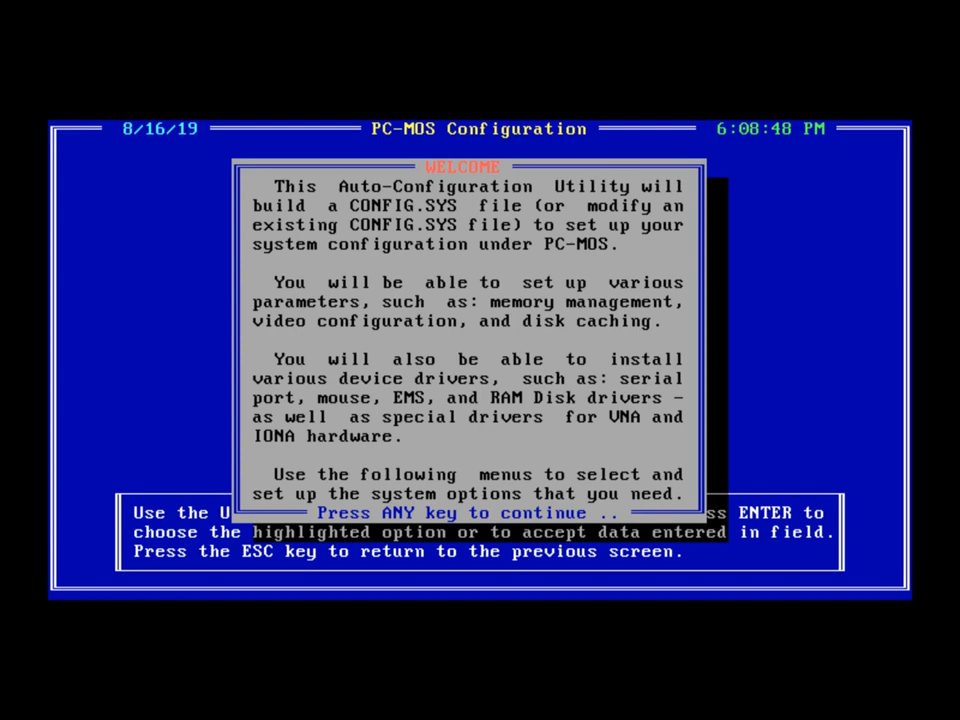 8/16/19 PC-MOS Configuration 6:08:48 PM
WELCOME
This Auto-Configuration Utility will
build a CONFIG.SYS file (or modify an
existing CONFIG.SYS file) to set up your
system configuration under PC-MOS.
You will be able to set up various
parameters, such as: memory management,
video configuration, and disk caching.
You will also be able to install
various device drivers, such as: serial
port, mouse, EMS, and RAM Disk drivers -
as well as special drivers for VNA and
IONA hardware.
Use the following menus to select and
set up the system options that you need.
Press ANY key to continue ..
Use the U ss ENTER to
choose the highlighted option or to accept data entered in field.
Press the ESC key to return to the previous screen.